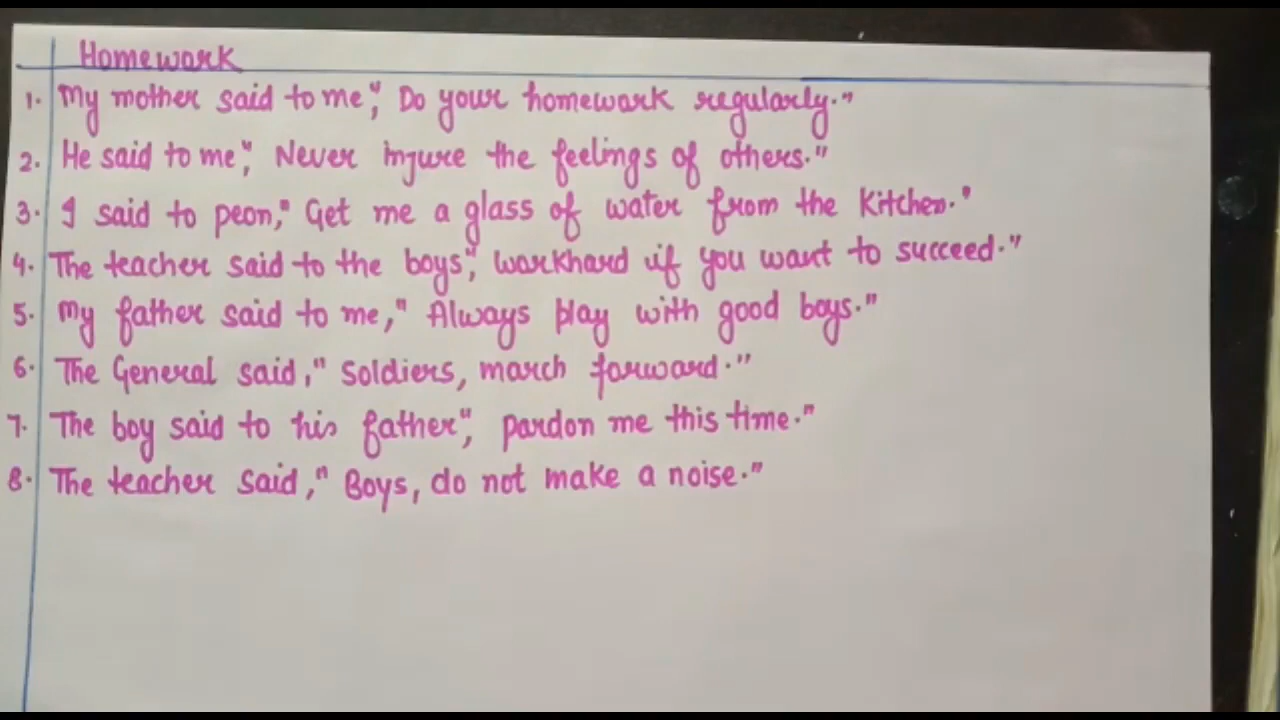 Homework
1. My mother said to me", Do your homework regularly."
2. He said to me", Never injure the feelings of others."
3. I said to peon," Get me a glass of water from the Kitchen."
4. The teacher said to the boys", workhard if you want to succeed."
5. My father said to me," Always play with good boys."
6. The General said," Soldiers, march forward."
7. The boy said to his father", pardon me this time."
8. The teacher said," Boys, do not make a noise."